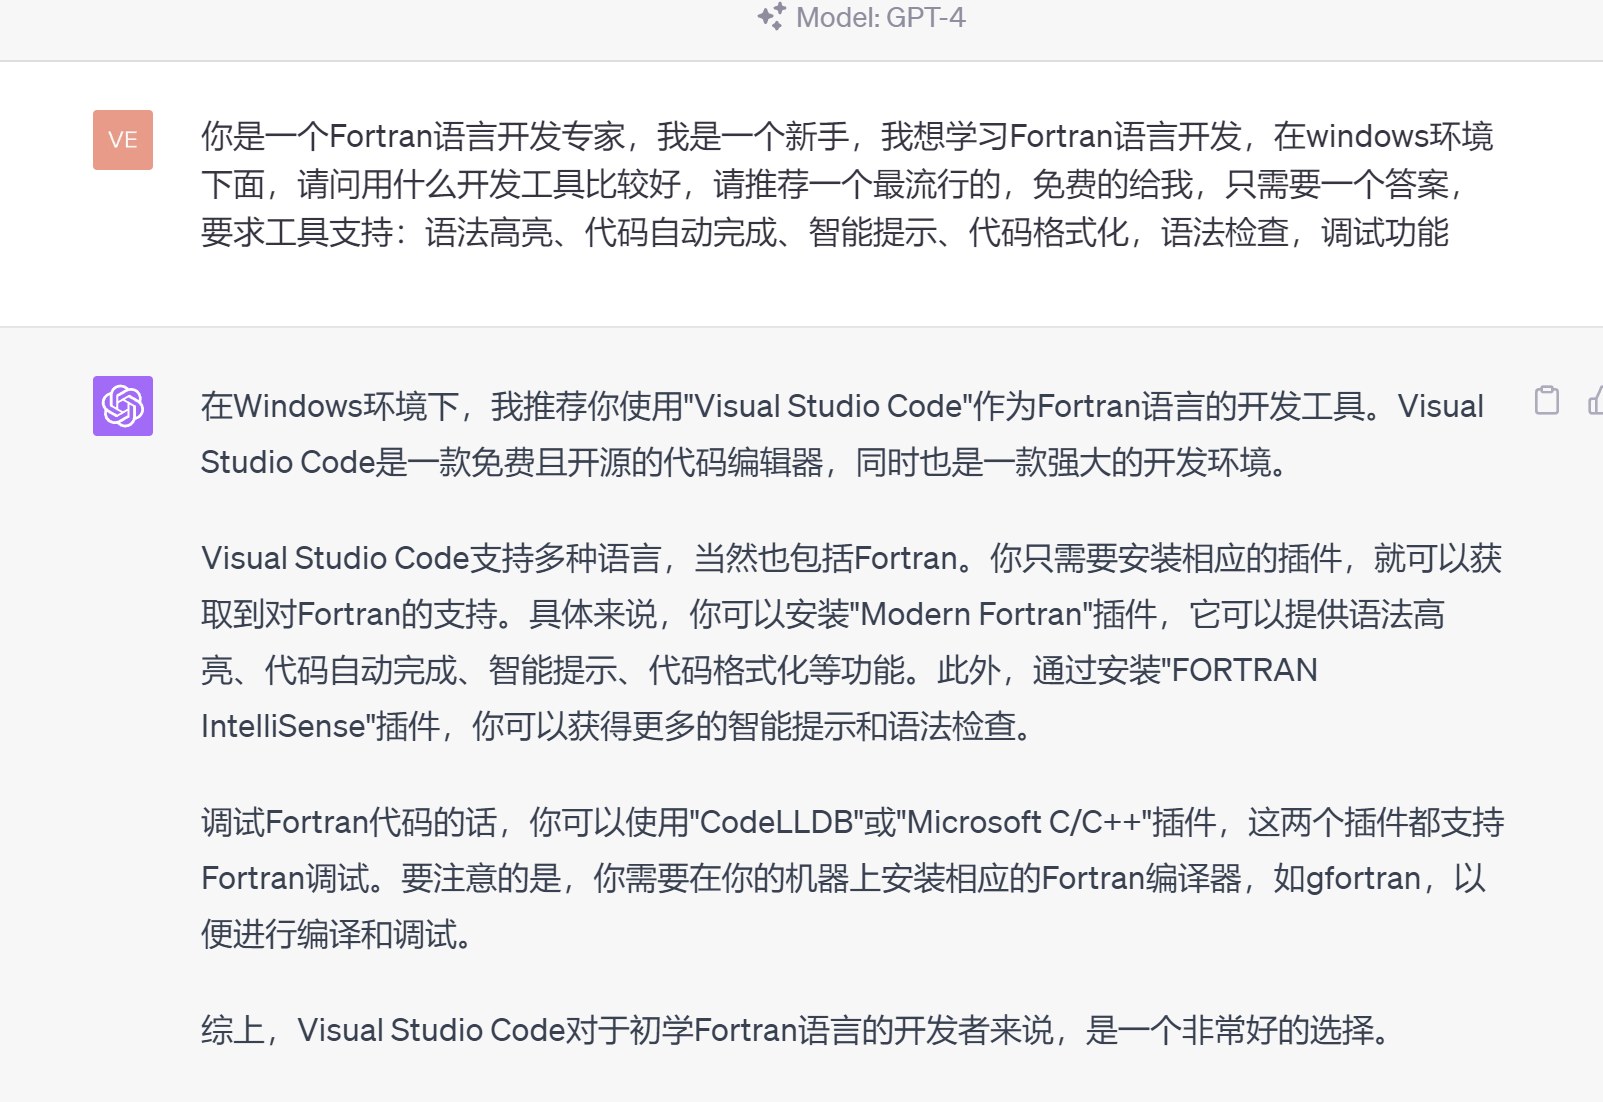 Model: GPT-4
VE
你是一个Fortran语言开发专家，我是一个新手，我想学习Fortran语言开发，在windows环境
下面，请问用什么开发工具比较好，请推荐一个最流行的，免费的给我，只需要一个答案，
要求工具支持：语法高亮、代码自动完成、智能提示、代码格式化，语法检查，调试功能
在Windows环境下，我推荐你使用"Visual Studio Code"作为Fortran语言的开发工具。Visual
Studio Code是一款免费且开源的代码编辑器，同时也是一款强大的开发环境。
Visual Studio Code支持多种语言，当然也包括Fortran。你只需要安装相应的插件，就可以获
取到对Fortran的支持。具体来说，你可以安装"Modern Fortran"插件，它可以提供语法高
亮、代码自动完成、智能提示、代码格式化等功能。此外，通过安装"FORTRAN
IntelliSense"插件，你可以获得更多的智能提示和语法检查。
调试Fortran代码的话，你可以使用"CodeLLDB"或"Microsoft C/C++"插件，这两个插件都支持
Fortran调试。要注意的是，你需要在你的机器上安装相应的Fortran编译器，如gfortran，以
便进行编译和调试。
综上，Visual Studio Code对于初学Fortran语言的开发者来说，是一个非常好的选择。